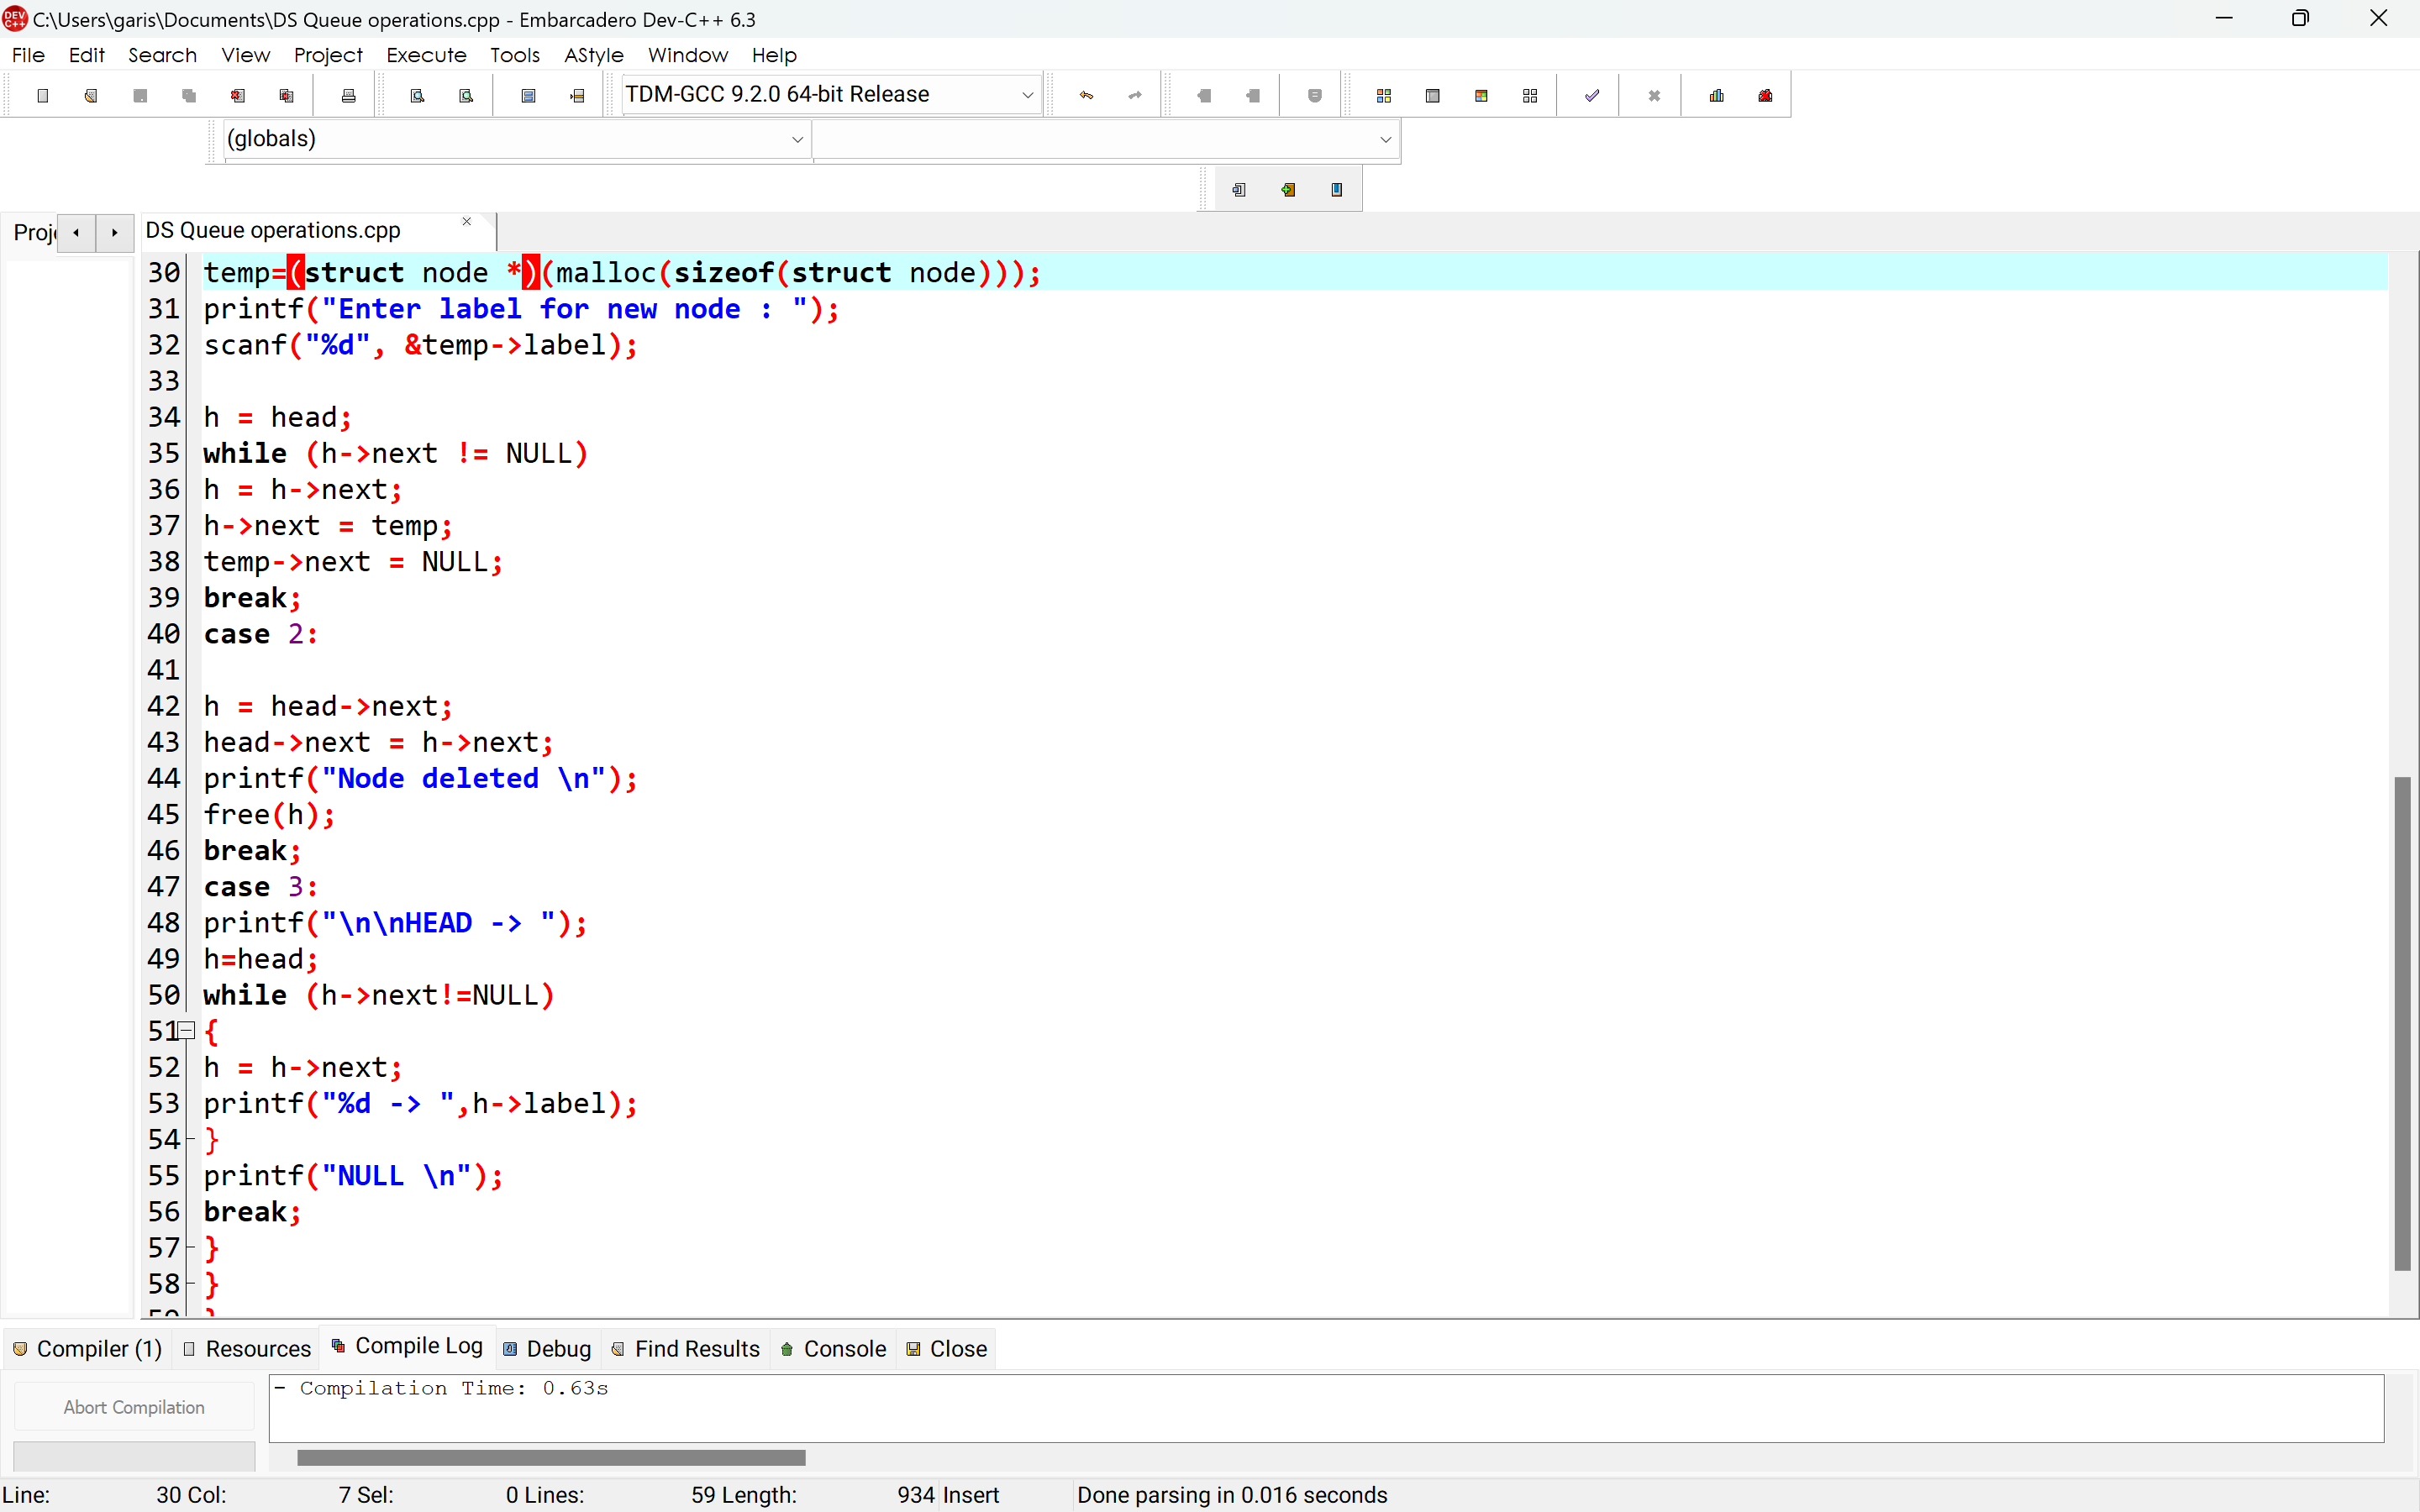 C:\Users\garis\Documents\DS Queue operations.cpp - Embarcadero Dev-C++ 6.3
File Edit Search View Project Execute Tools AStyle Window Help
TDM-GCC 9.2.0 64-bit Release
(globals)
Proje DS Queue operations.cpp
30 temp=(struct node *)(malloc(sizeof(struct node)));
31 printf("Enter label for new node : ");
32 scanf("%d", &temp->label);
33
34 h = head;
35 while (h->next != NULL)
36 h = h->next;
37 h->next = temp;
38 temp->next = NULL;
39 break;
40 case 2:
41
42 h = head->next;
43 head->next = h->next;
44 printf("Node deleted \n");
45 free(h);
46 break;
47 case 3:
48 printf("\n\nHEAD -> ");
49 h=head;
50 while (h->next!=NULL)
51 {
52 h = h->next;
53 printf("%d -> ",h->label);
54 }
55 printf("NULL \n");
56 break;
57 }
58 }
59 }
Compiler (1) Resources Compile Log Debug Find Results Console Close
Abort Compilation
- Compilation Time: 0.63s
Line: 30 Col: 7 Sel: 0 Lines: 59 Length: 934 Insert Done parsing in 0.016 seconds